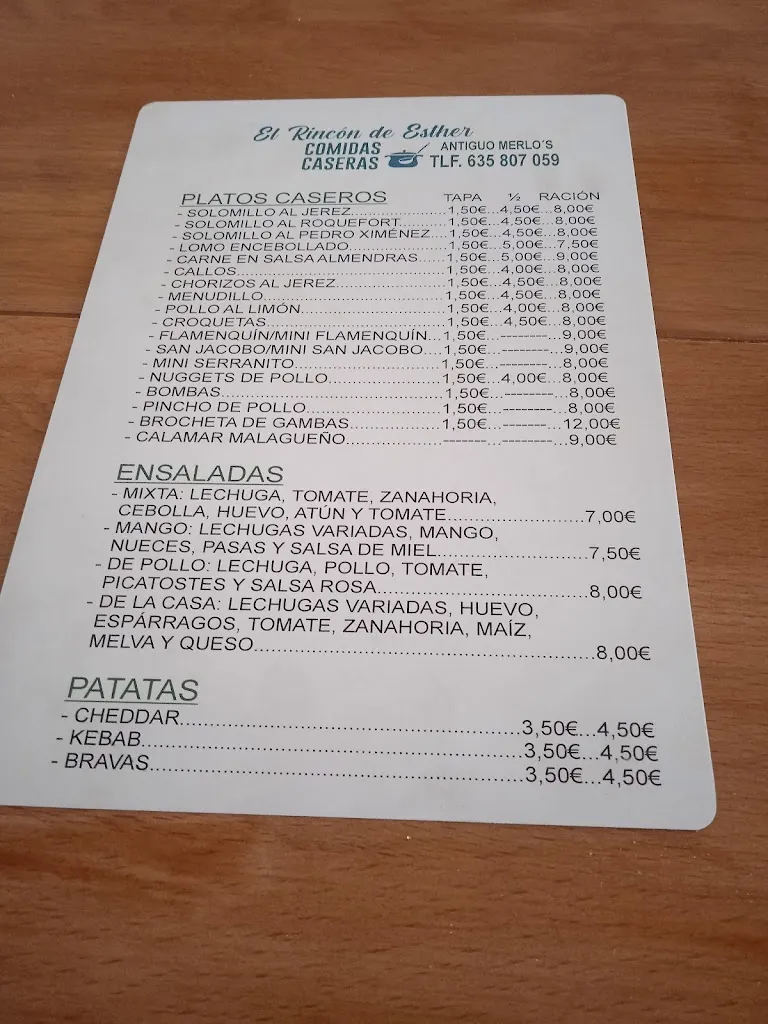 El Rincón de Esther
COMIDAS CASERAS
ANTIGUO MERLO´S
TLF. 635 807 059
PLATOS CASEROS TAPA ½ RACIÓN
- SOLOMILLO AL JEREZ......................1,50€...4,50€...8,00€
- SOLOMILLO AL ROQUEFORT...........1,50€...4,50€...8,00€
- SOLOMILLO AL PEDRO XIMÉNEZ....1,50€...4,50€...8,00€
- LOMO ENCEBOLLADO.......................1,50€...5,00€...7,50€
- CARNE EN SALSA ALMENDRAS......1,50€...5,00€...9,00€
- CALLOS...............................................1,50€...4,00€...8,00€
- CHORIZOS AL JEREZ........................1,50€...4,50€...8,00€
- MENUDILLO........................................1,50€...4,50€...8,00€
- POLLO AL LIMÓN................................1,50€...4,00€...8,00€
- CROQUETAS.......................................1,50€...4,50€...8,00€
- FLAMENQUÍN/MINI FLAMENQUÍN...1,50€...--------...9,00€
- SAN JACOBO/MINI SAN JACOBO....1,50€...--------...9,00€
- MINI SERRANITO................................1,50€...--------...8,00€
- NUGGETS DE POLLO........................1,50€...4,00€...8,00€
- BOMBAS..............................................1,50€...--------...8,00€
- PINCHO DE POLLO.............................1,50€...--------...8,00€
- BROCHETA DE GAMBAS...................1,50€...--------...12,00€
- CALAMAR MALAGUEÑO....................-------...--------...9,00€
ENSALADAS
- MIXTA: LECHUGA, TOMATE, ZANAHORIA,
CEBOLLA, HUEVO, ATÚN Y TOMATE.......................7,00€
- MANGO: LECHUGAS VARIADAS, MANGO,
NUECES, PASAS Y SALSA DE MIEL.........................7,50€
- DE POLLO: LECHUGA, POLLO, TOMATE,
PICATOSTES Y SALSA ROSA...................................8,00€
- DE LA CASA: LECHUGAS VARIADAS, HUEVO,
ESPÁRRAGOS, TOMATE, ZANAHORIA, MAÍZ,
MELVA Y QUESO.........................................................8,00€
PATATAS
- CHEDDAR......................................................3,50€...4,50€
- KEBAB............................................................3,50€...4,50€
- BRAVAS..........................................................3,50€...4,50€